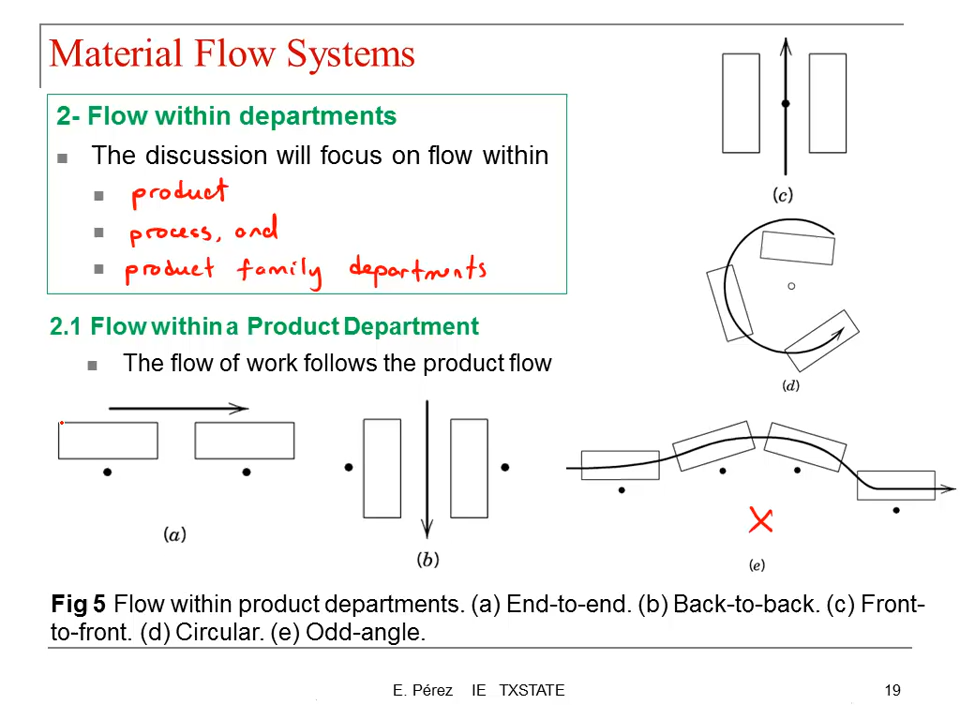 Material Flow Systems
2- Flow within departments
The discussion will focus on flow within
product
process, and
product family departments
2.1 Flow within a Product Department
The flow of work follows the product flow
(a)
(b)
(c)
(d)
(e)
X
Fig 5 Flow within product departments. (a) End-to-end. (b) Back-to-back. (c) Front-
to-front. (d) Circular. (e) Odd-angle.
E. Pérez IE TXSTATE 19